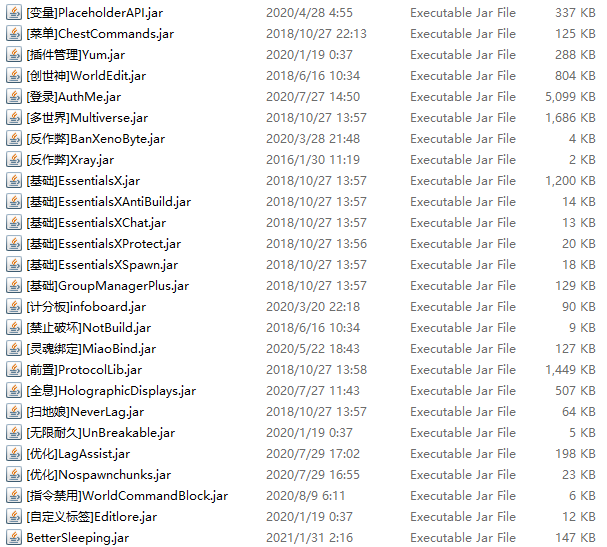 [变量]PlaceholderAPI.jar 2020/4/28 4:55 Executable Jar File 337 KB
[菜单]ChestCommands.jar 2018/10/27 22:13 Executable Jar File 125 KB
[插件管理]Yum.jar 2020/1/19 0:37 Executable Jar File 288 KB
[创世神]WorldEdit.jar 2018/6/16 10:34 Executable Jar File 804 KB
[登录]AuthMe.jar 2020/7/27 14:50 Executable Jar File 5,099 KB
[多世界]Multiverse.jar 2018/10/27 13:57 Executable Jar File 1,686 KB
[反作弊]BanXenoByte.jar 2020/3/28 21:48 Executable Jar File 4 KB
[反作弊]Xray.jar 2016/1/30 11:19 Executable Jar File 2 KB
[基础]EssentialsX.jar 2018/10/27 13:57 Executable Jar File 1,200 KB
[基础]EssentialsXAntiBuild.jar 2018/10/27 13:57 Executable Jar File 14 KB
[基础]EssentialsXChat.jar 2018/10/27 13:57 Executable Jar File 13 KB
[基础]EssentialsXProtect.jar 2018/10/27 13:56 Executable Jar File 20 KB
[基础]EssentialsXSpawn.jar 2018/10/27 13:57 Executable Jar File 18 KB
[基础]GroupManagerPlus.jar 2018/10/27 13:57 Executable Jar File 129 KB
[计分板]infoboard.jar 2020/3/20 22:18 Executable Jar File 90 KB
[禁止破坏]NotBuild.jar 2018/6/16 10:34 Executable Jar File 9 KB
[灵魂绑定]MiaoBind.jar 2020/5/22 18:43 Executable Jar File 127 KB
[前置]ProtocolLib.jar 2018/10/27 13:58 Executable Jar File 1,449 KB
[全息]HolographicDisplays.jar 2020/7/27 11:43 Executable Jar File 507 KB
[扫地娘]NeverLag.jar 2018/10/27 13:57 Executable Jar File 64 KB
[无限耐久]UnBreakable.jar 2020/1/19 0:37 Executable Jar File 5 KB
[优化]LagAssist.jar 2020/7/29 17:02 Executable Jar File 198 KB
[优化]Nospawnchunks.jar 2020/7/29 16:55 Executable Jar File 23 KB
[指令禁用]WorldCommandBlock.jar 2020/8/9 6:11 Executable Jar File 6 KB
[自定义标签]Editlore.jar 2020/1/19 0:37 Executable Jar File 12 KB
BetterSleeping.jar 2021/1/31 2:16 Executable Jar File 147 KB